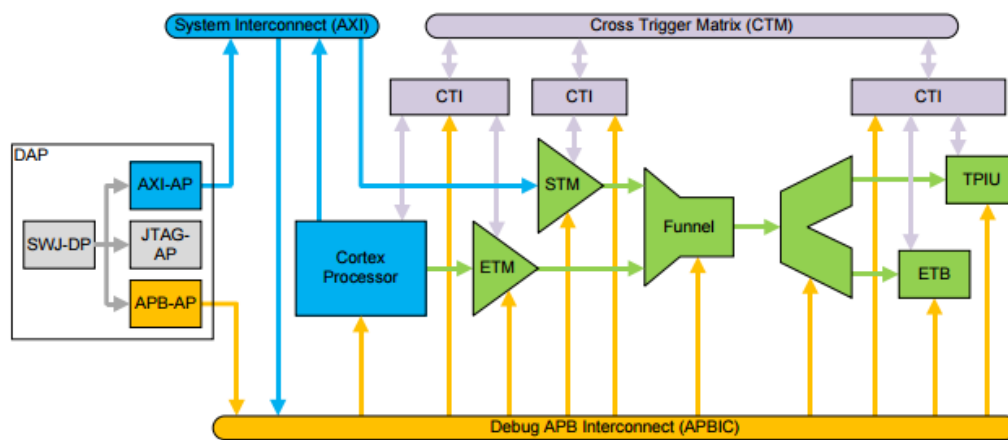 System Interconnect (AXI)
Cross Trigger Matrix (CTM)
CTI
CTI
CTI
DAP
AXI-AP
SWJ-DP
JTAG-
AP
APB-AP
Cortex
Processor
STM
ETM
Funnel
TPIU
ETB
Debug APB Interconnect (APBIC)